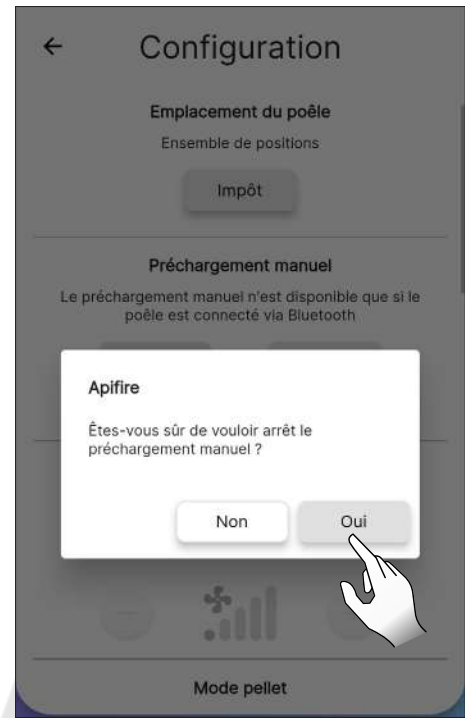 Configuration
Emplacement du poêle
Ensemble de positions
Impôt
Préchargement manuel
Le préchargement manuel n'est disponible que si le
poêle est connecté via Bluetooth
Apifire
Êtes-vous sûr de vouloir arrêt le
préchargement manuel ?
Non
Oui
Mode pellet